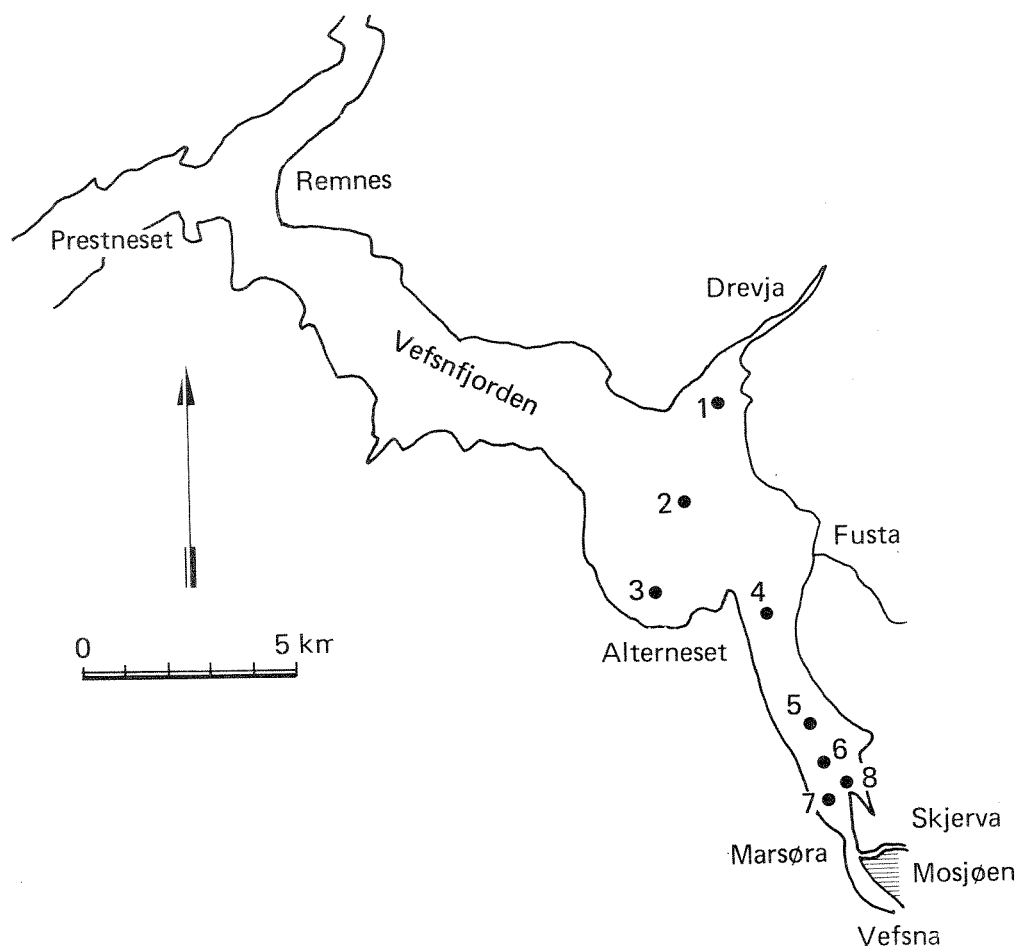 Remnes
Prestneset
Drevja
Vefsnfjorden
1
2
Fusta
3
4
0 5 km
Alterneset
5
6
8
7
Skjerva
Marsøra
Mosjøen
Vefsna